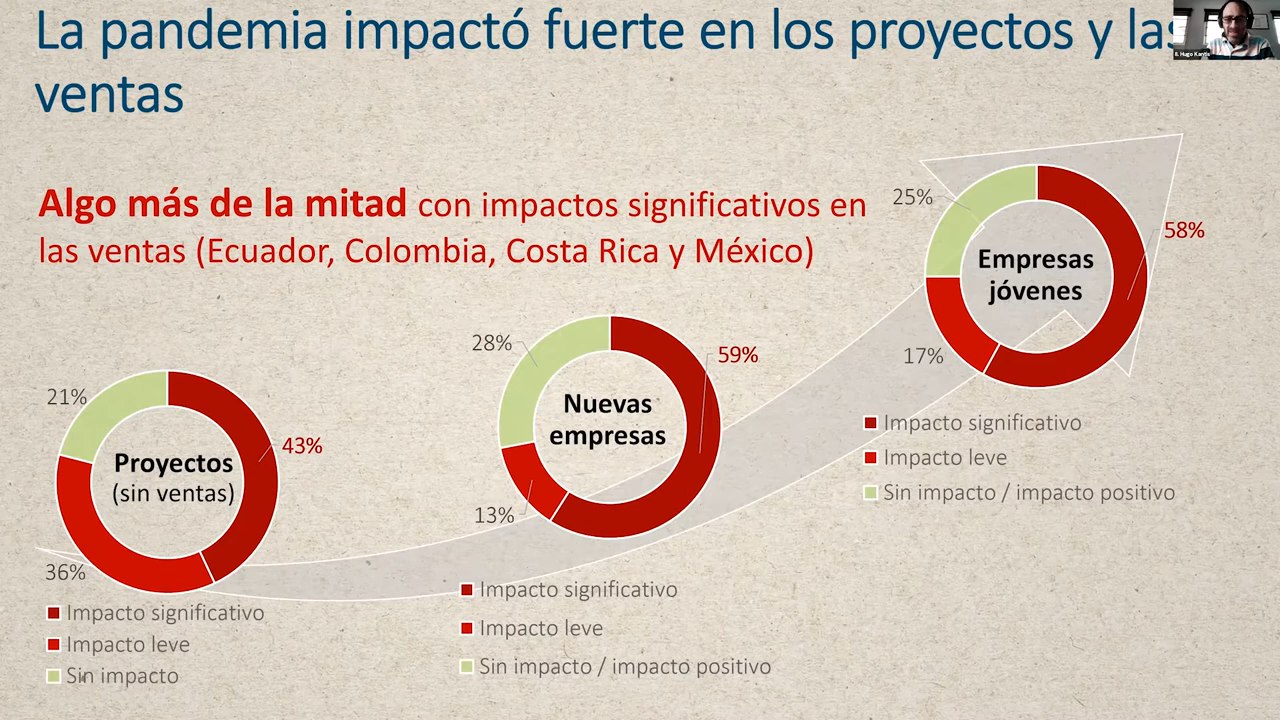 La pandemia impactó fuerte en los proyectos y las
ventas
Algo más de la mitad con impactos significativos en
las ventas (Ecuador, Colombia, Costa Rica y México)
21%
43%
Proyectos
(sin ventas)
36%
Impacto significativo
Impacto leve
Sin impacto
28%
59%
Nuevas
empresas
13%
Impacto significativo
Impacto leve
Sin impacto / impacto positivo
25%
58%
Empresas
jóvenes
17%
Impacto significativo
Impacto leve
Sin impacto / impacto positivo
Hugo Kantis